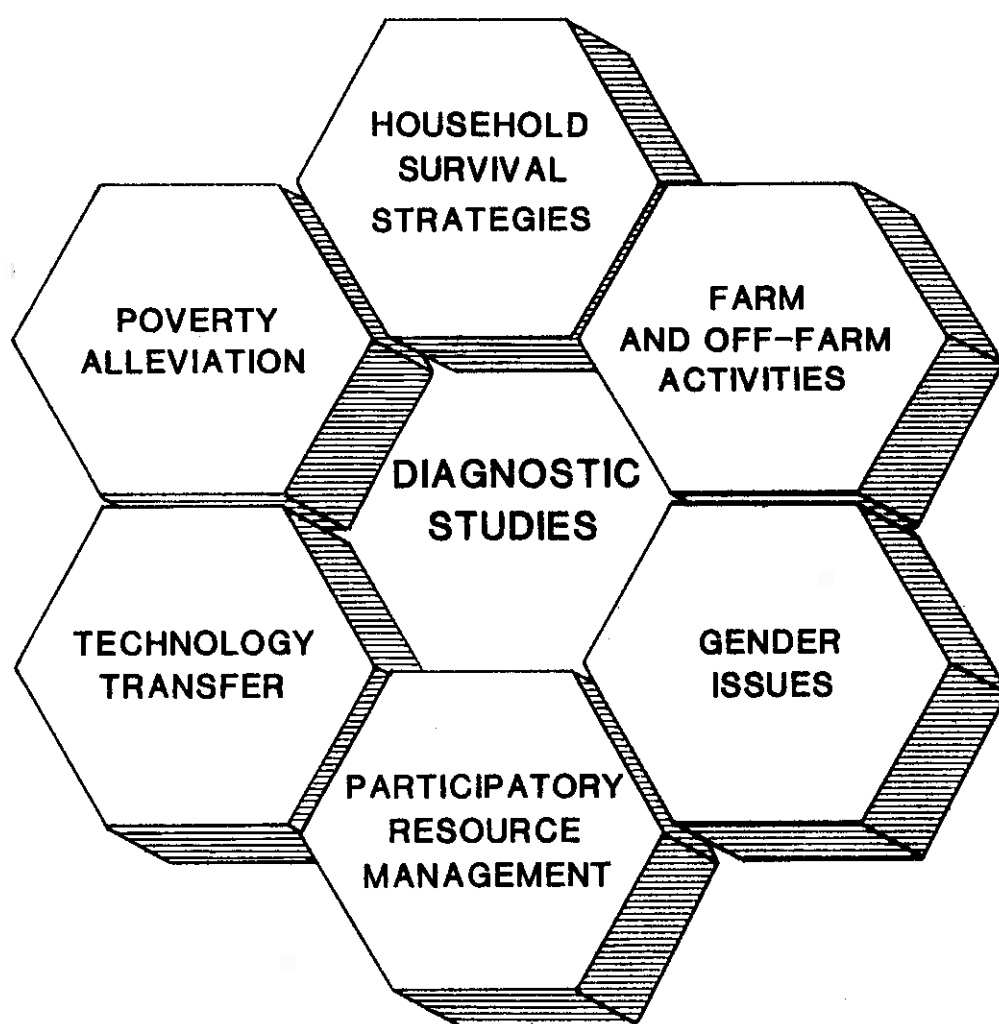 HOUSEHOLD
SURVIVAL
STRATEGIES
POVERTY
ALLEVIATION
FARM
AND OFF-FARM
ACTIVITIES
DIAGNOSTIC
STUDIES
TECHNOLOGY
TRANSFER
GENDER
ISSUES
PARTICIPATORY
RESOURCE
MANAGEMENT